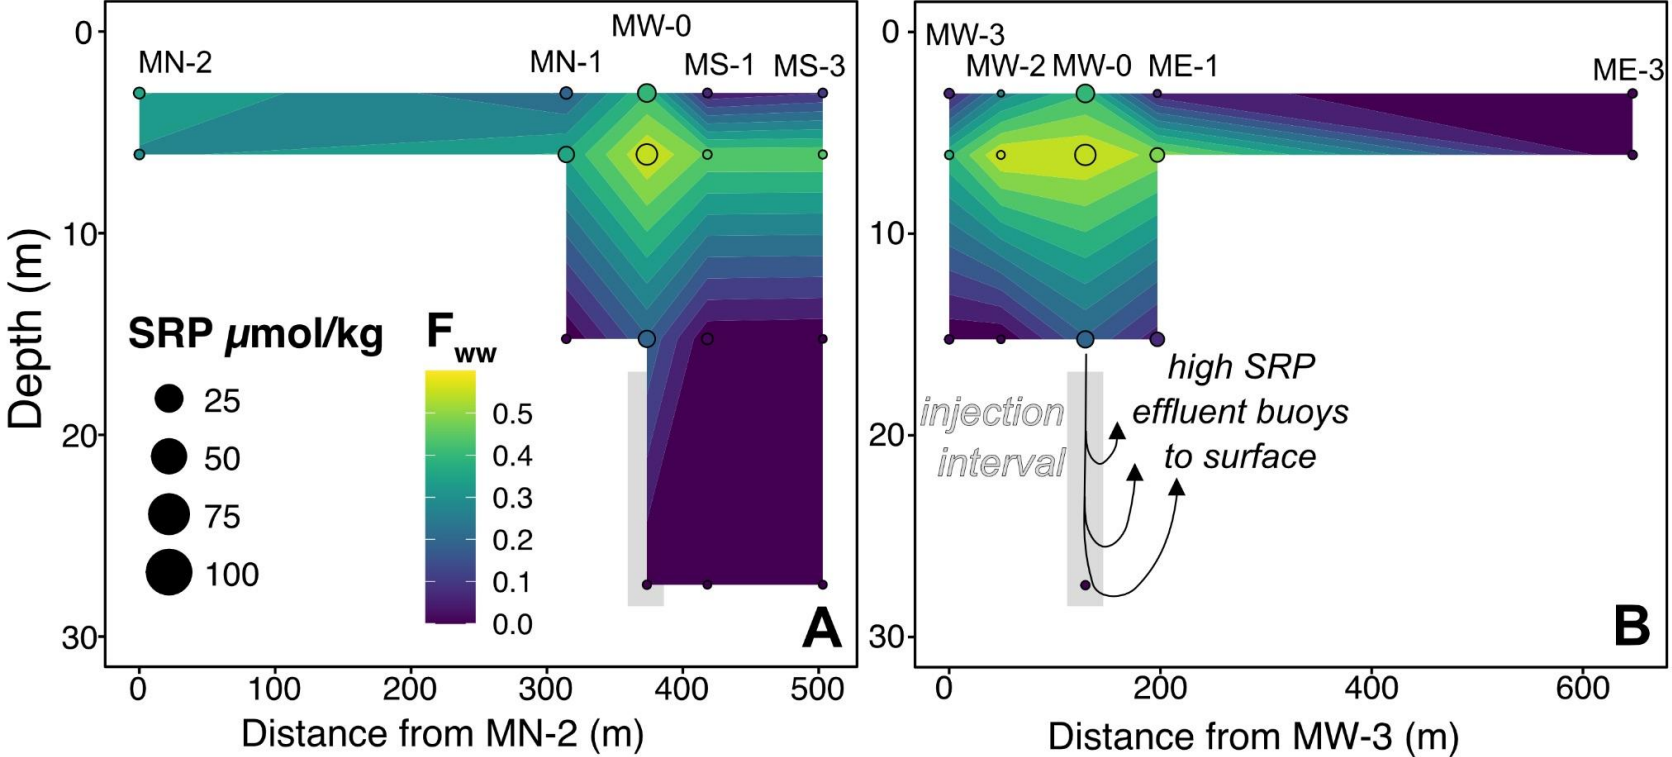 MW-0
MN-2 MN-1 MS-1 MS-3
0
10
20
30
Depth (m)
SRP µmol/kg
25
50
75
100
Fww
0.5
0.4
0.3
0.2
0.1
0.0
A
0 100 200 300 400 500
Distance from MN-2 (m)
MW-3
MW-2 MW-0 ME-1 ME-3
0
10
20
30
injection
interval
high SRP
effluent buoys
to surface
B
0 200 400 600
Distance from MW-3 (m)